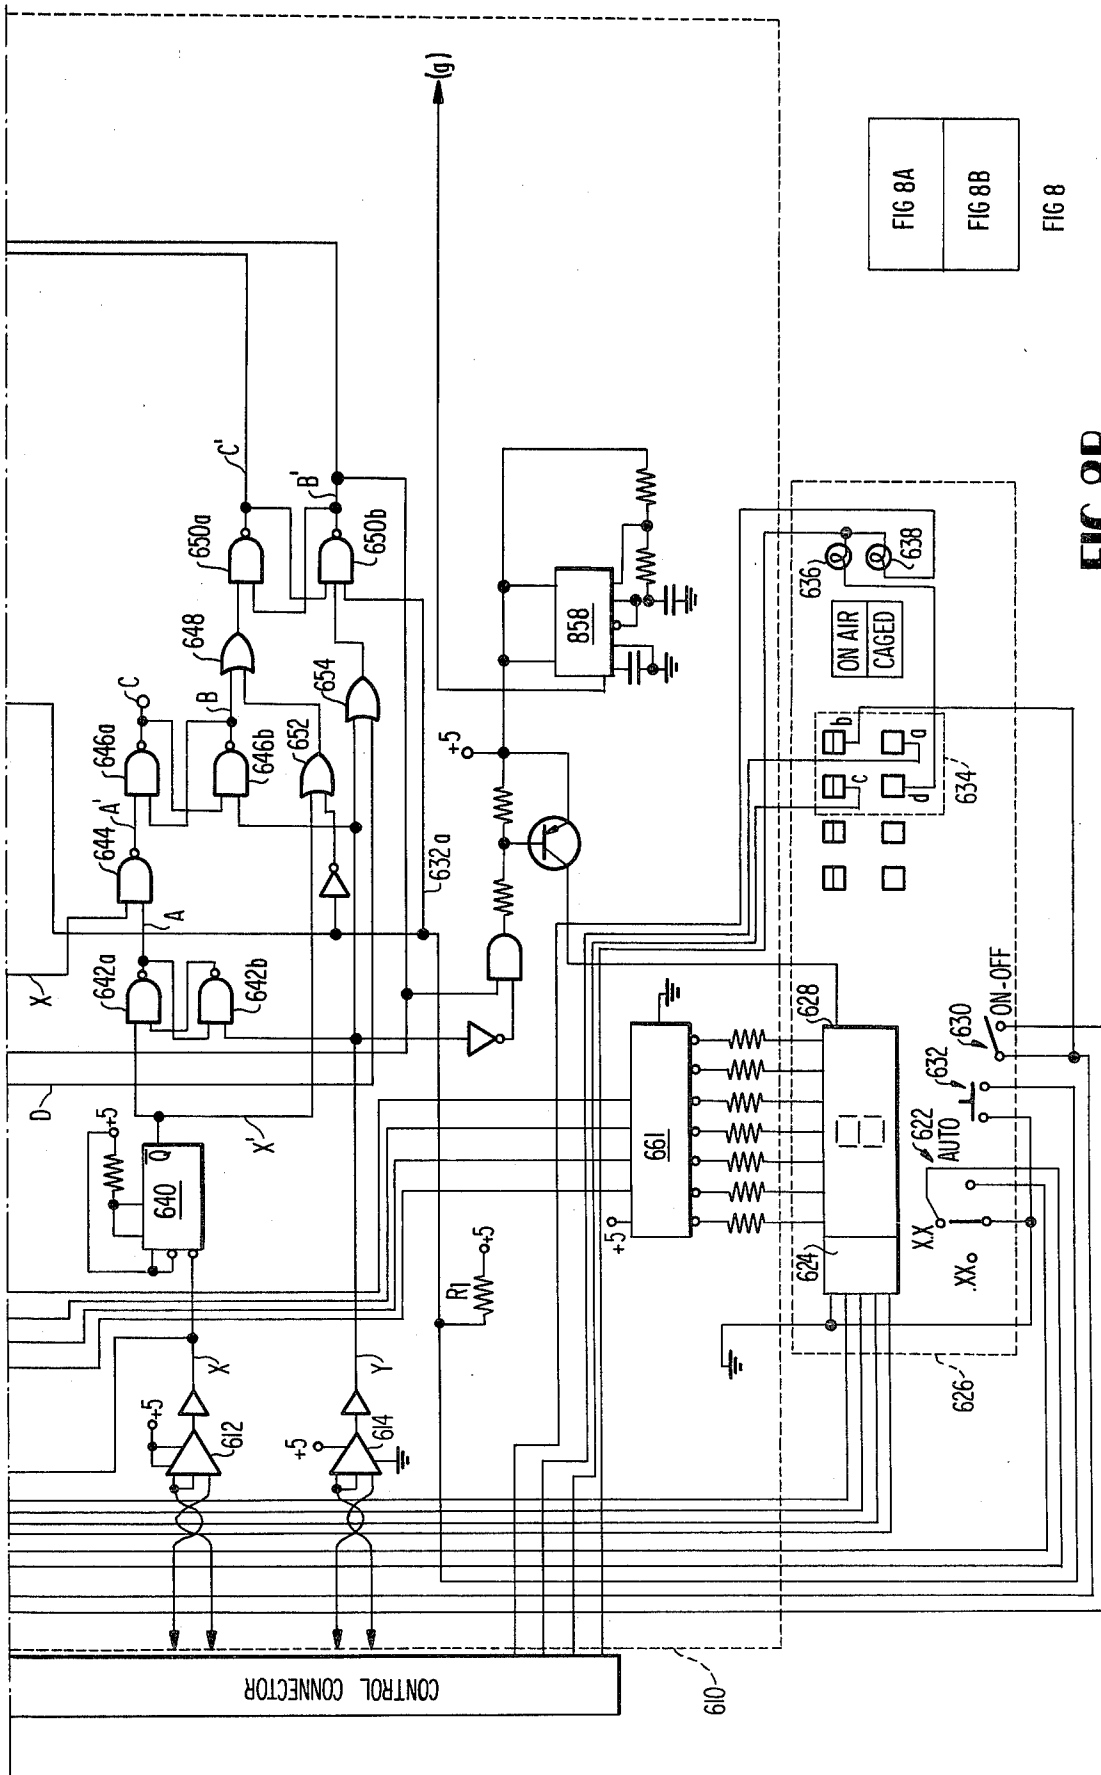 CONTROL CONNECTOR
610
X
Y
612
614
+5
+5
R1
+5
640
Q
+5
X'
D
X
642a
642b
A
644
A'
646a
646b
C
B
648
652
654
650a
650b
C'
B'
632a
(g)
+5
858
+5
661
624
628
626
X.X
.XX
AUTO
622
632
630
ON-OFF
b
c
a
d
634
ON AIR
CAGED
636
638
FIG 8A
FIG 8B
FIG 8